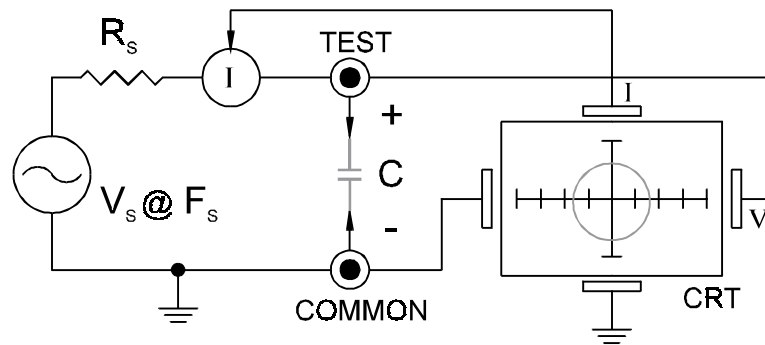 R_S
I
TEST
+
I
V_S @ F_S
C
-
V
COMMON
CRT